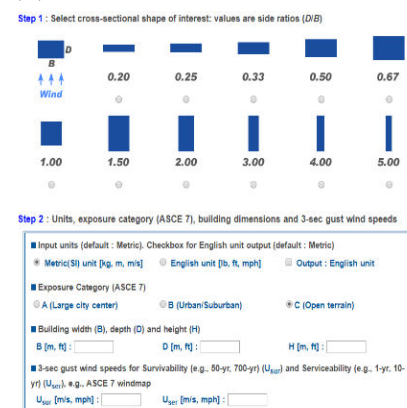 Step 1 : Select cross-sectional shape of interest: values are side ratios (D/B)
D
B
Wind
0.20 0.25 0.33 0.50 0.67
1.00 1.50 2.00 3.00 4.00 5.00
Step 2 : Units, exposure category (ASCE 7), building dimensions and 3-sec gust wind speeds
Input units (default : Metric). Checkbox for English unit output (default : Metric)
Metric(SI) unit [kg, m, m/s] English unit [lb, ft, mph] Output : English unit
Exposure Category (ASCE 7)
A (Large city center) B (Urban/Suburban) C (Open terrain)
Building width (B), depth (D) and height (H)
B [m, ft] : D [m, ft] : H [m, ft] :
3-sec gust wind speeds for Survivability (e.g., 50-yr, 700-yr) (Usur) and Serviceability (e.g., 1-yr. 10-
yr) (User), e.g., ASCE 7 windmap
Usur [m/s, mph] : User [m/s, mph] :